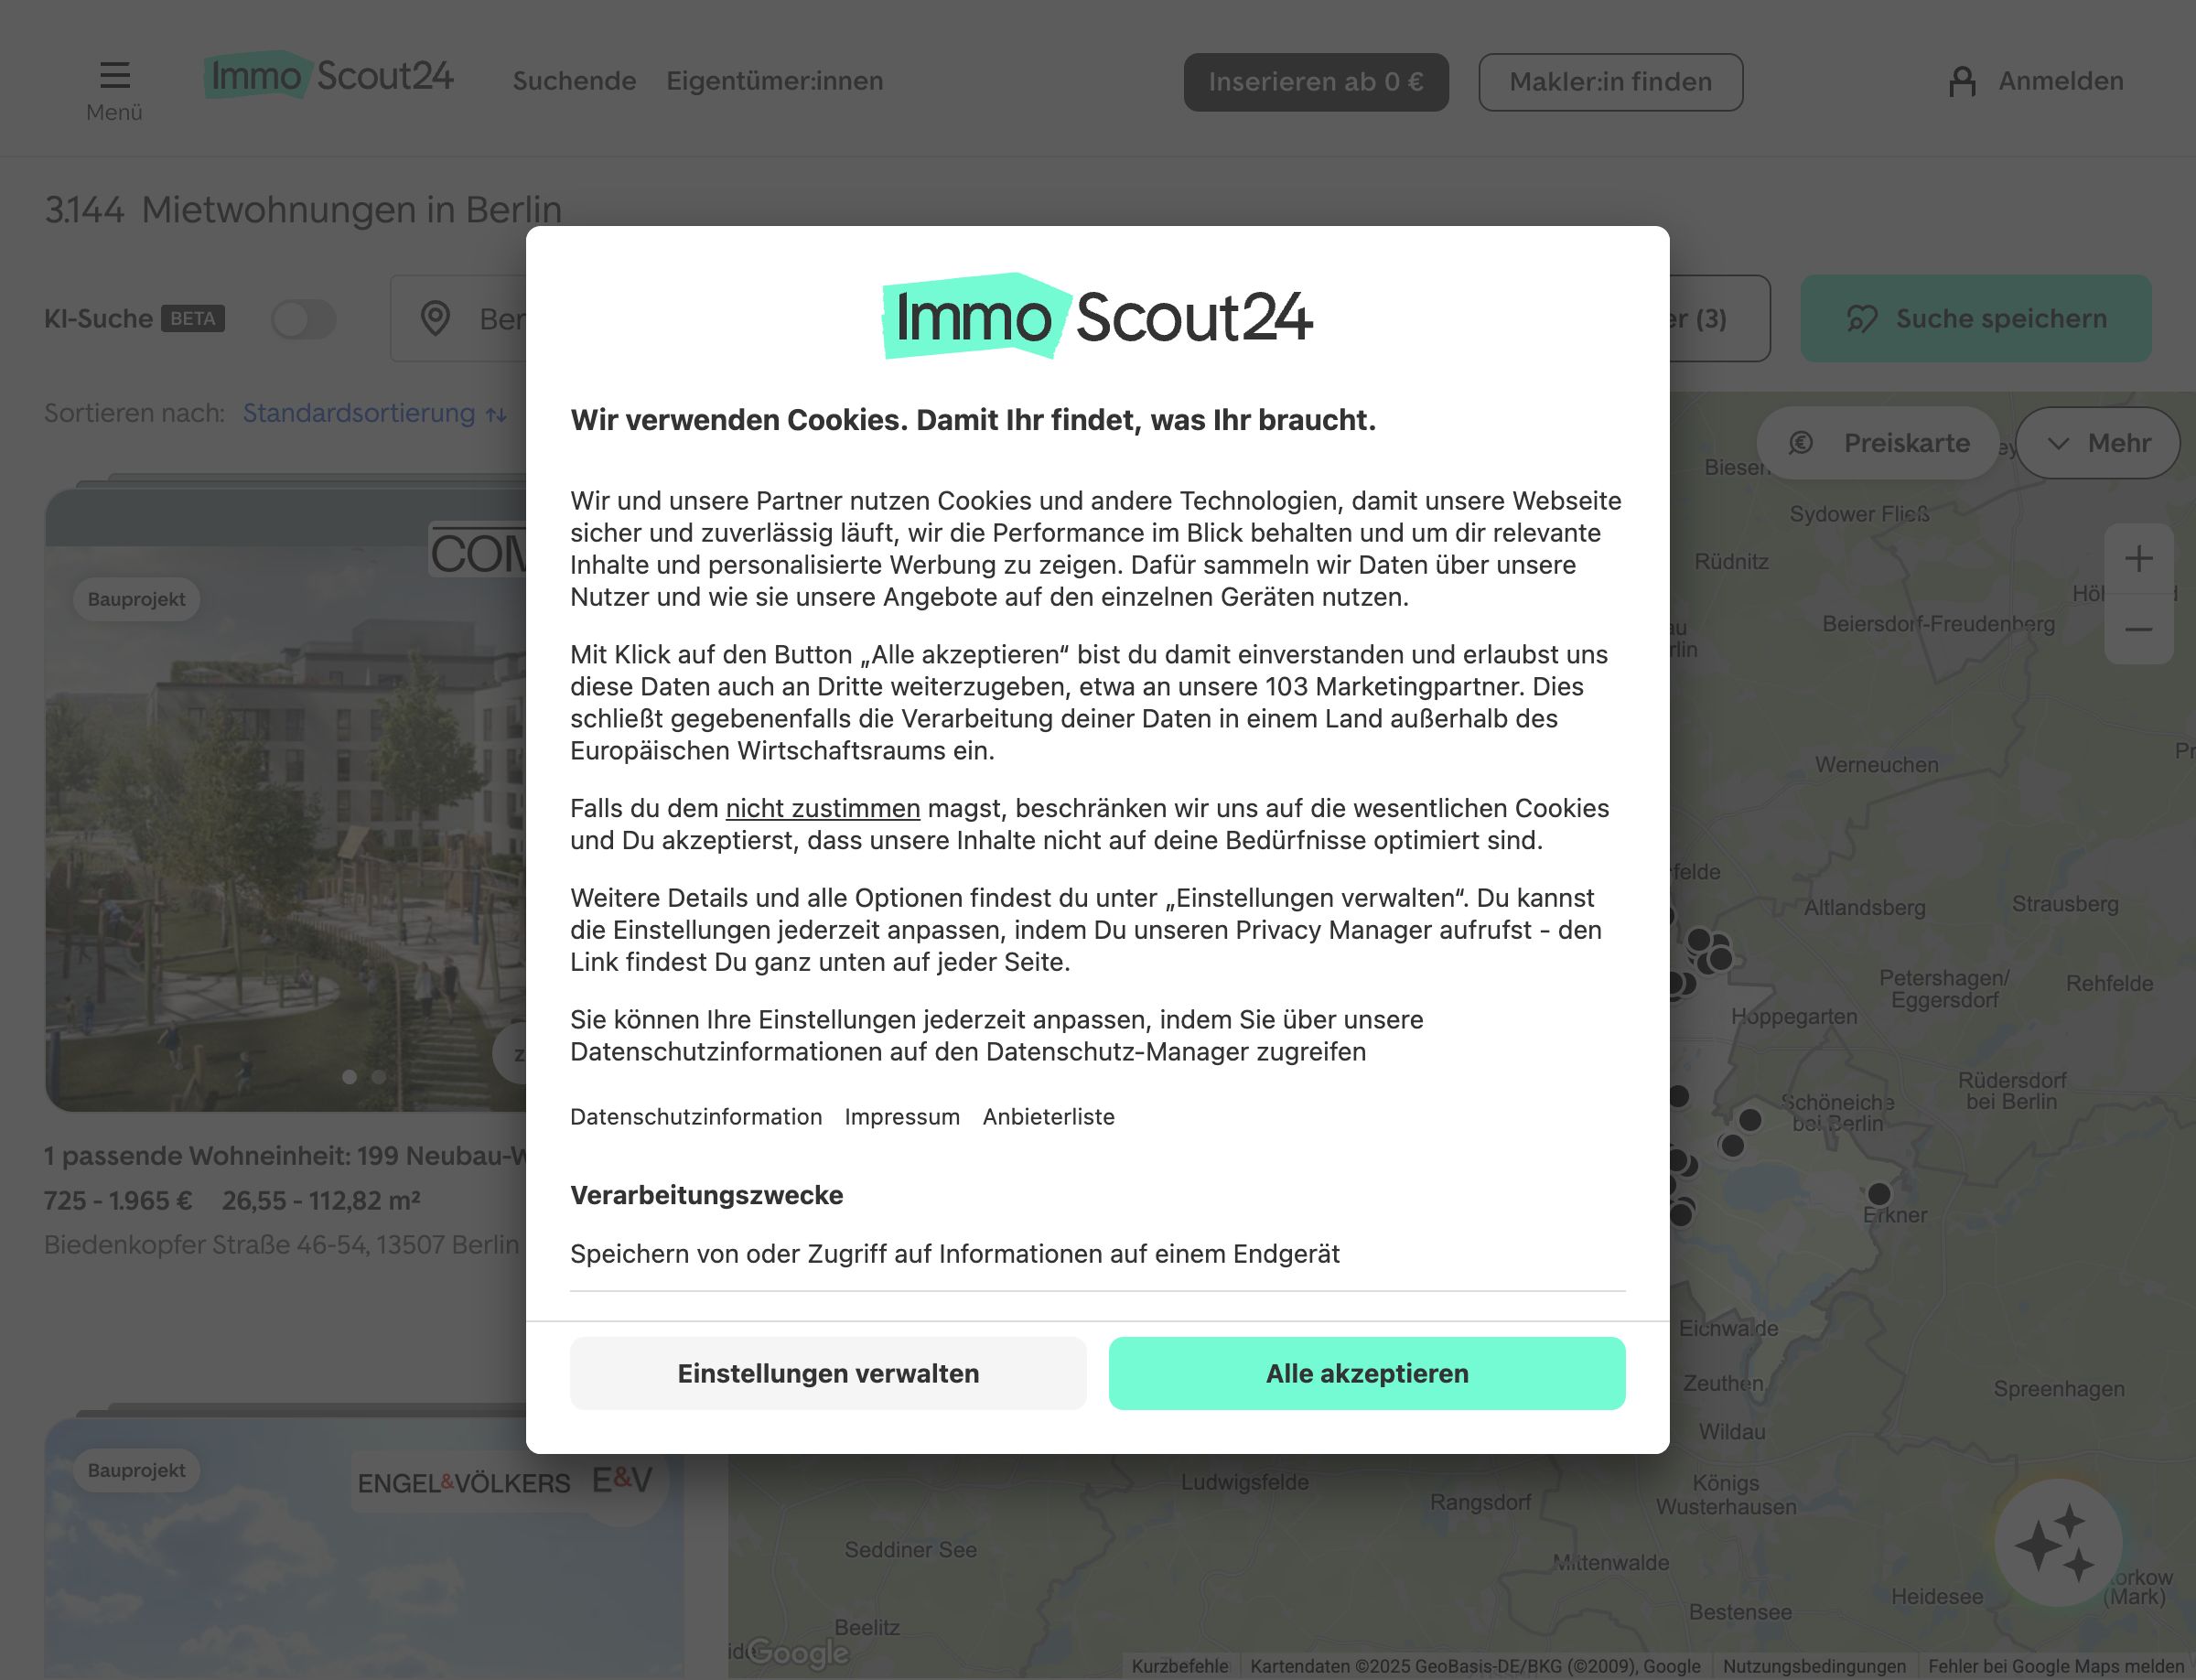 Menü
ImmoScout24
Suchende
Eigentümer:innen
Inserieren ab 0 €
Makler:in finden
Anmelden
3.144 Mietwohnungen in Berlin
KI-Suche BETA
Ber
er (3)
Suche speichern
Sortieren nach: Standardsortierung
Preiskarte
Mehr
Bauprojekt
1 passende Wohneinheit: 199 Neubau-W
725 - 1.965 € 26,55 - 112,82 m²
Biedenkopfer Straße 46-54, 13507 Berlin
Bauprojekt
ENGEL&VÖLKERS E&V
ImmoScout24
Wir verwenden Cookies. Damit Ihr findet, was Ihr braucht.
Wir und unsere Partner nutzen Cookies und andere Technologien, damit unsere Webseite
sicher und zuverlässig läuft, wir die Performance im Blick behalten und um dir relevante
Inhalte und personalisierte Werbung zu zeigen. Dafür sammeln wir Daten über unsere
Nutzer und wie sie unsere Angebote auf den einzelnen Geräten nutzen.
Mit Klick auf den Button „Alle akzeptieren“ bist du damit einverstanden und erlaubst uns
diese Daten auch an Dritte weiterzugeben, etwa an unsere 103 Marketingpartner. Dies
schließt gegebenenfalls die Verarbeitung deiner Daten in einem Land außerhalb des
Europäischen Wirtschaftsraums ein.
Falls du dem nicht zustimmen magst, beschränken wir uns auf die wesentlichen Cookies
und Du akzeptierst, dass unsere Inhalte nicht auf deine Bedürfnisse optimiert sind.
Weitere Details und alle Optionen findest du unter „Einstellungen verwalten“. Du kannst
die Einstellungen jederzeit anpassen, indem Du unseren Privacy Manager aufrufst - den
Link findest Du ganz unten auf jeder Seite.
Sie können Ihre Einstellungen jederzeit anpassen, indem Sie über unsere
Datenschutzinformationen auf den Datenschutz-Manager zugreifen
Datenschutzinformation Impressum Anbieterliste
Verarbeitungszwecke
Speichern von oder Zugriff auf Informationen auf einem Endgerät
Einstellungen verwalten
Alle akzeptieren
Sydower Fließ
Rüdnitz
Beiersdorf-Freudenberg
Werneuchen
Altlandsberg
Strausberg
Petershagen/
Eggersdorf
Rehfelde
Hoppegarten
Rüdersdorf
bei Berlin
Schöneiche
bei Berlin
Erkner
Eichwalde
Zeuthen
Spreenhagen
Wildau
Königs
Wusterhausen
Ludwigsfelde
Rangsdorf
Seddiner See
Mittenwalde
Heidesee
(Mark)
Bestensee
Beelitz
Google
Kurzbefehle
Kartendaten ©2025 GeoBasis-DE/BKG (©2009), Google
Nutzungsbedingungen
Fehler bei Google Maps melden